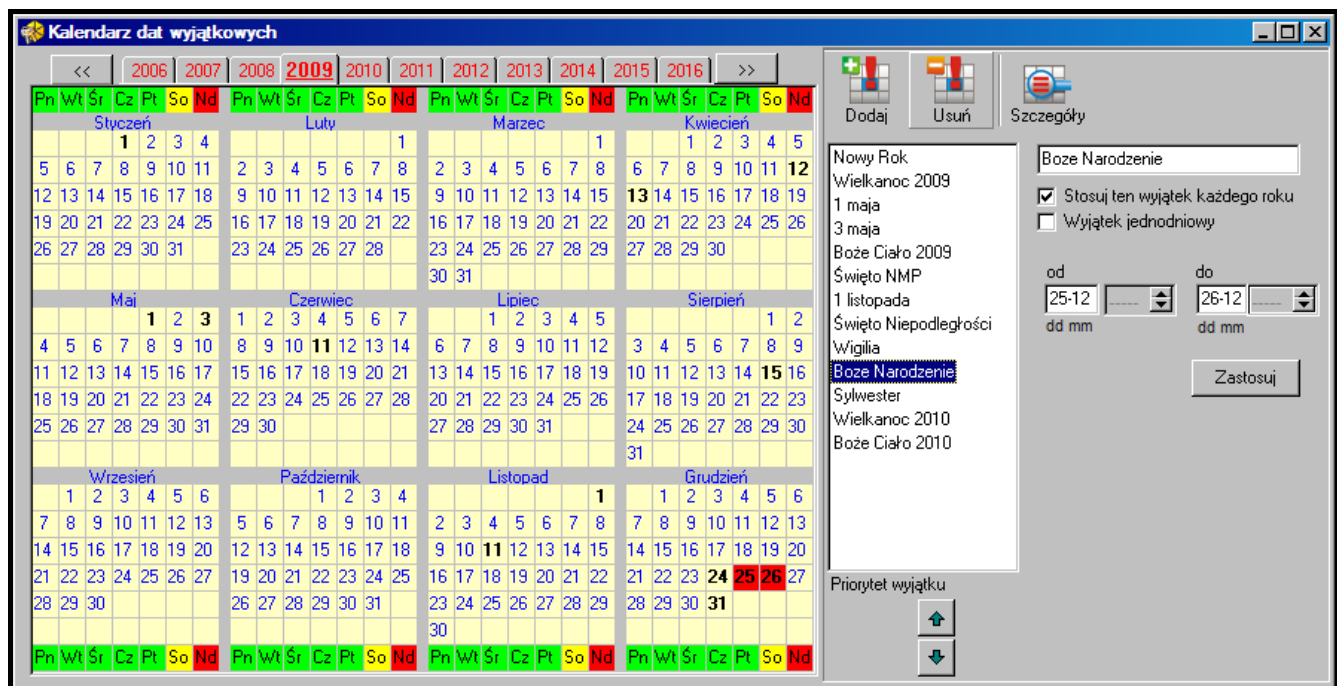 Kalendarz dat wyjątkowych
<< 2006 2007 2008 2009 2010 2011 2012 2013 2014 2015 2016 >>
Pn Wt Śr Cz Pt So Nd Pn Wt Śr Cz Pt So Nd Pn Wt Śr Cz Pt So Nd Pn Wt Śr Cz Pt So Nd
Styczeń Luty Marzec Kwiecień
1 2 3 4 1 1 1 2 3 4 5
5 6 7 8 9 10 11 2 3 4 5 6 7 8 2 3 4 5 6 7 8 6 7 8 9 10 11 12
12 13 14 15 16 17 18 9 10 11 12 13 14 15 9 10 11 12 13 14 15 13 14 15 16 17 18 19
19 20 21 22 23 24 25 16 17 18 19 20 21 22 16 17 18 19 20 21 22 20 21 22 23 24 25 26
26 27 28 29 30 31 23 24 25 26 27 28 23 24 25 26 27 28 29 27 28 29 30
30 31
Maj Czerwiec Lipiec Sierpień
1 2 3 1 2 3 4 5 6 7 1 2 3 4 5 1 2
4 5 6 7 8 9 10 8 9 10 11 12 13 14 6 7 8 9 10 11 12 3 4 5 6 7 8 9
11 12 13 14 15 16 17 15 16 17 18 19 20 21 13 14 15 16 17 18 19 10 11 12 13 14 15 16
18 19 20 21 22 23 24 22 23 24 25 26 27 28 20 21 22 23 24 25 26 17 18 19 20 21 22 23
25 26 27 28 29 30 31 29 30 27 28 29 30 31 24 25 26 27 28 29 30
31
Wrzesień Październik Listopad Grudzień
1 2 3 4 5 6 1 2 3 4 1 1 2 3 4 5 6
7 8 9 10 11 12 13 5 6 7 8 9 10 11 2 3 4 5 6 7 8 7 8 9 10 11 12 13
14 15 16 17 18 19 20 12 13 14 15 16 17 18 9 10 11 12 13 14 15 14 15 16 17 18 19 20
21 22 23 24 25 26 27 19 20 21 22 23 24 25 16 17 18 19 20 21 22 21 22 23 24 25 26 27
28 29 30 26 27 28 29 30 31 23 24 25 26 27 28 29 28 29 30 31
30
Pn Wt Śr Cz Pt So Nd Pn Wt Śr Cz Pt So Nd Pn Wt Śr Cz Pt So Nd Pn Wt Śr Cz Pt So Nd
Dodaj Usuń Szczegóły
Nowy Rok
Wielkanoc 2009
1 maja
3 maja
Boże Ciało 2009
Święto NMP
1 listopada
Święto Niepodległości
Wigilia
Boze Narodzenie
Sylwester
Wielkanoc 2010
Boże Ciało 2010
Priorytet wyjątku
Boze Narodzenie
Stosuj ten wyjątek każdego roku
Wyjątek jednodniowy
od do
25-12 ..... 26-12 .....
dd mm dd mm
Zastosuj